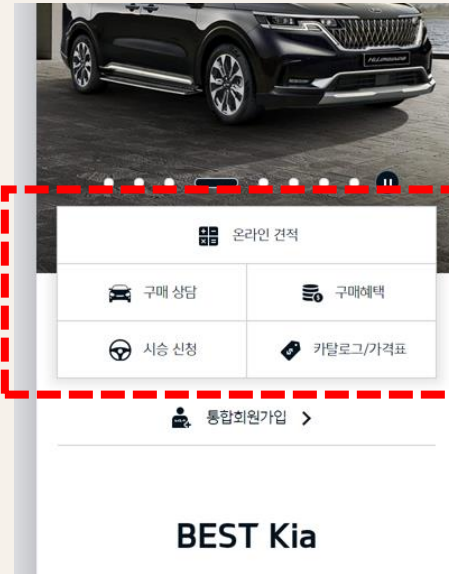 온라인 견적
구매 상담
구매혜택
시승 신청
카탈로그/가격표
통합회원가입
BEST Kia